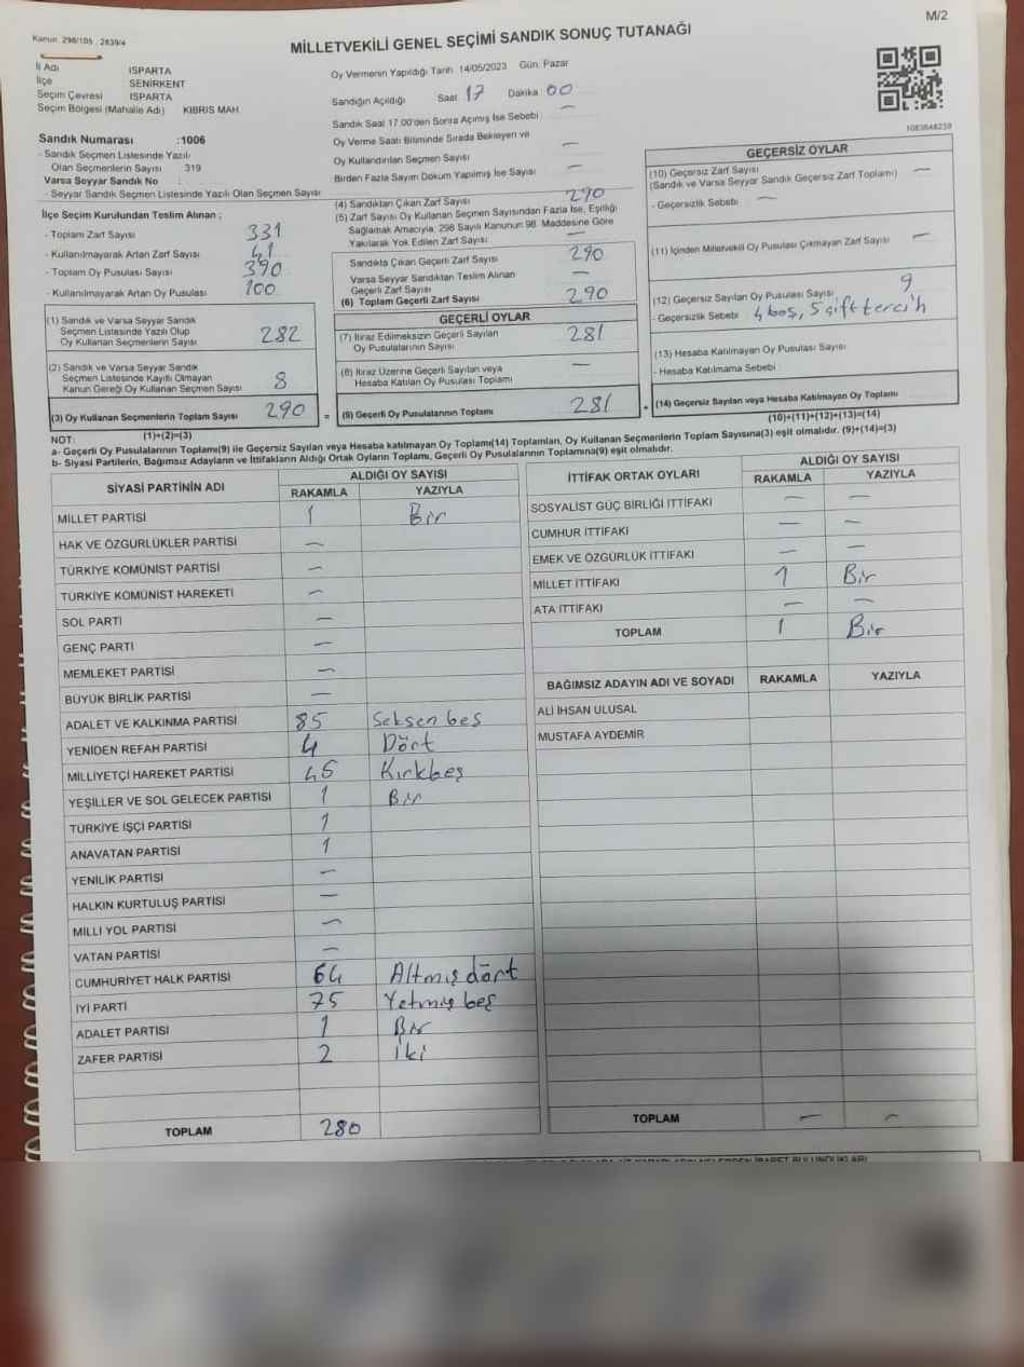 M/2
Kanun: 298/105 : 2839/4
MİLLETVEKİLİ GENEL SEÇİMİ SANDIK SONUÇ TUTANAĞI
İl Adı ISPARTA
İlçe SENİRKENT
Seçim Çevresi ISPARTA
Seçim Bölgesi (Mahalle Adı) KIBRIS MAH.
Sandık Numarası :1006
- Sandık Seçmen Listesinde Yazılı
Olan Seçmenlerin Sayısı 319
Varsa Seyyar Sandık No :
- Seyyar Sandık Seçmen Listesinde Yazılı Olan Seçmen Sayısı
İlçe Seçim Kurulundan Teslim Alınan ;
- Toplam Zarf Sayısı 331
- Kullanılmayarak Artan Zarf Sayısı 41
- Toplam Oy Pusulası Sayısı 390
- Kullanılmayarak Artan Oy Pusulası 100
(1) Sandık ve Varsa Seyyar Sandık
Seçmen Listesinde Yazılı Olup
Oy Kullanan Seçmenlerin Sayısı 282
(2) Sandık ve Varsa Seyyar Sandık
Seçmen Listesinde Kayıtlı Olmayan
Kanun Gereği Oy Kullanan Seçmen Sayısı 8
(3) Oy Kullanan Seçmenlerin Toplam Sayısı 290 =
(1)+(2)=(3)
Oy Vermenin Yapıldığı Tarih 14/05/2023 Gün: Pazar
Sandığın Açıldığı Saat 17 Dakika 00
Sandık Saat 17.00'den Sonra Açılmış İse Sebebi —
Oy Verme Saati Bitiminde Sırada Bekleyen ve
Oy Kullandırılan Seçmen Sayısı —
Birden Fazla Sayım Döküm Yapılmış İse Sayısı —
(4) Sandıktan Çıkan Zarf Sayısı 290
(5) Zarf Sayısı Oy Kullanan Seçmen Sayısından Fazla İse, Eşitliği
Sağlamak Amacıyla; 298 Sayılı Kanunun 98. Maddesine Göre
Yakılarak Yok Edilen Zarf Sayısı —
Sandıkta Çıkan Geçerli Zarf Sayısı 290
Varsa Seyyar Sandıktan Teslim Alınan
Geçerli Zarf Sayısı —
(6) Toplam Geçerli Zarf Sayısı 290
GEÇERLİ OYLAR
(7) İtiraz Edilmeksizin Geçerli Sayılan
Oy Pusulalarının Sayısı 281
(8) İtiraz Üzerine Geçerli Sayılan veya
Hesaba Katılan Oy Pusulası Toplamı —
(9) Geçerli Oy Pusulalarının Toplamı 281 +
1083848239
GEÇERSİZ OYLAR
(10) Geçersiz Zarf Sayısı
(Sandık ve Varsa Seyyar Sandık Geçersiz Zarf Toplamı) —
- Geçersizlik Sebebi —
(11) İçinden Milletvekili Oy Pusulası Çıkmayan Zarf Sayısı —
(12) Geçersiz Sayılan Oy Pusulası Sayısı 9
- Geçersizlik Sebebi 4 boş, 5 çift tercih
(13) Hesaba Katılmayan Oy Pusulası Sayısı
- Hesaba Katılmama Sebebi
(14) Geçersiz Sayılan veya Hesaba Katılmayan Oy Toplamı
(10)+(11)+(12)+(13)=(14)
NOT:
a- Geçerli Oy Pusulalarının Toplamı(9) ile Geçersiz Sayılan veya Hesaba katılmayan Oy Toplamı(14) Toplamları, Oy Kullanan Seçmenlerin Toplam Sayısına(3) eşit olmalıdır. (9)+(14)=(3)
b- Siyasi Partilerin, Bağımsız Adayların ve İttifakların Aldığı Ortak Oyların Toplamı, Geçerli Oy Pusulalarının Toplamına(9) eşit olmalıdır.
SİYASİ PARTİNİN ADI ALDIĞI OY SAYISI
RAKAMLA YAZIYLA
MİLLET PARTİSİ 1 Bir
HAK VE ÖZGÜRLÜKLER PARTİSİ —
TÜRKİYE KOMÜNİST PARTİSİ —
TÜRKİYE KOMÜNİST HAREKETİ —
SOL PARTİ —
GENÇ PARTİ —
MEMLEKET PARTİSİ —
BÜYÜK BİRLİK PARTİSİ —
ADALET VE KALKINMA PARTİSİ 85 Seksen beş
YENİDEN REFAH PARTİSİ 4 Dört
MİLLİYETÇİ HAREKET PARTİSİ 45 Kırkbeş
YEŞİLLER VE SOL GELECEK PARTİSİ 1 Bir
TÜRKİYE İŞÇİ PARTİSİ 1
ANAVATAN PARTİSİ 1
YENİLİK PARTİSİ —
HALKIN KURTULUŞ PARTİSİ —
MİLLİ YOL PARTİSİ —
VATAN PARTİSİ —
CUMHURİYET HALK PARTİSİ 64 Altmış dört
İYİ PARTİ 75 Yetmiş beş
ADALET PARTİSİ 1 Bir
ZAFER PARTİSİ 2 iki
TOPLAM 280
İTTİFAK ORTAK OYLARI ALDIĞI OY SAYISI
RAKAMLA YAZIYLA
SOSYALİST GÜÇ BİRLİĞİ İTTİFAKI — —
CUMHUR İTTİFAKI — —
EMEK VE ÖZGÜRLÜK İTTİFAKI — —
MİLLET İTTİFAKI 1 Bir
ATA İTTİFAKI — —
TOPLAM 1 Bir
BAĞIMSIZ ADAYIN ADI VE SOYADI RAKAMLA YAZIYLA
ALİ İHSAN ULUSAL
MUSTAFA AYDEMİR
TOPLAM — —